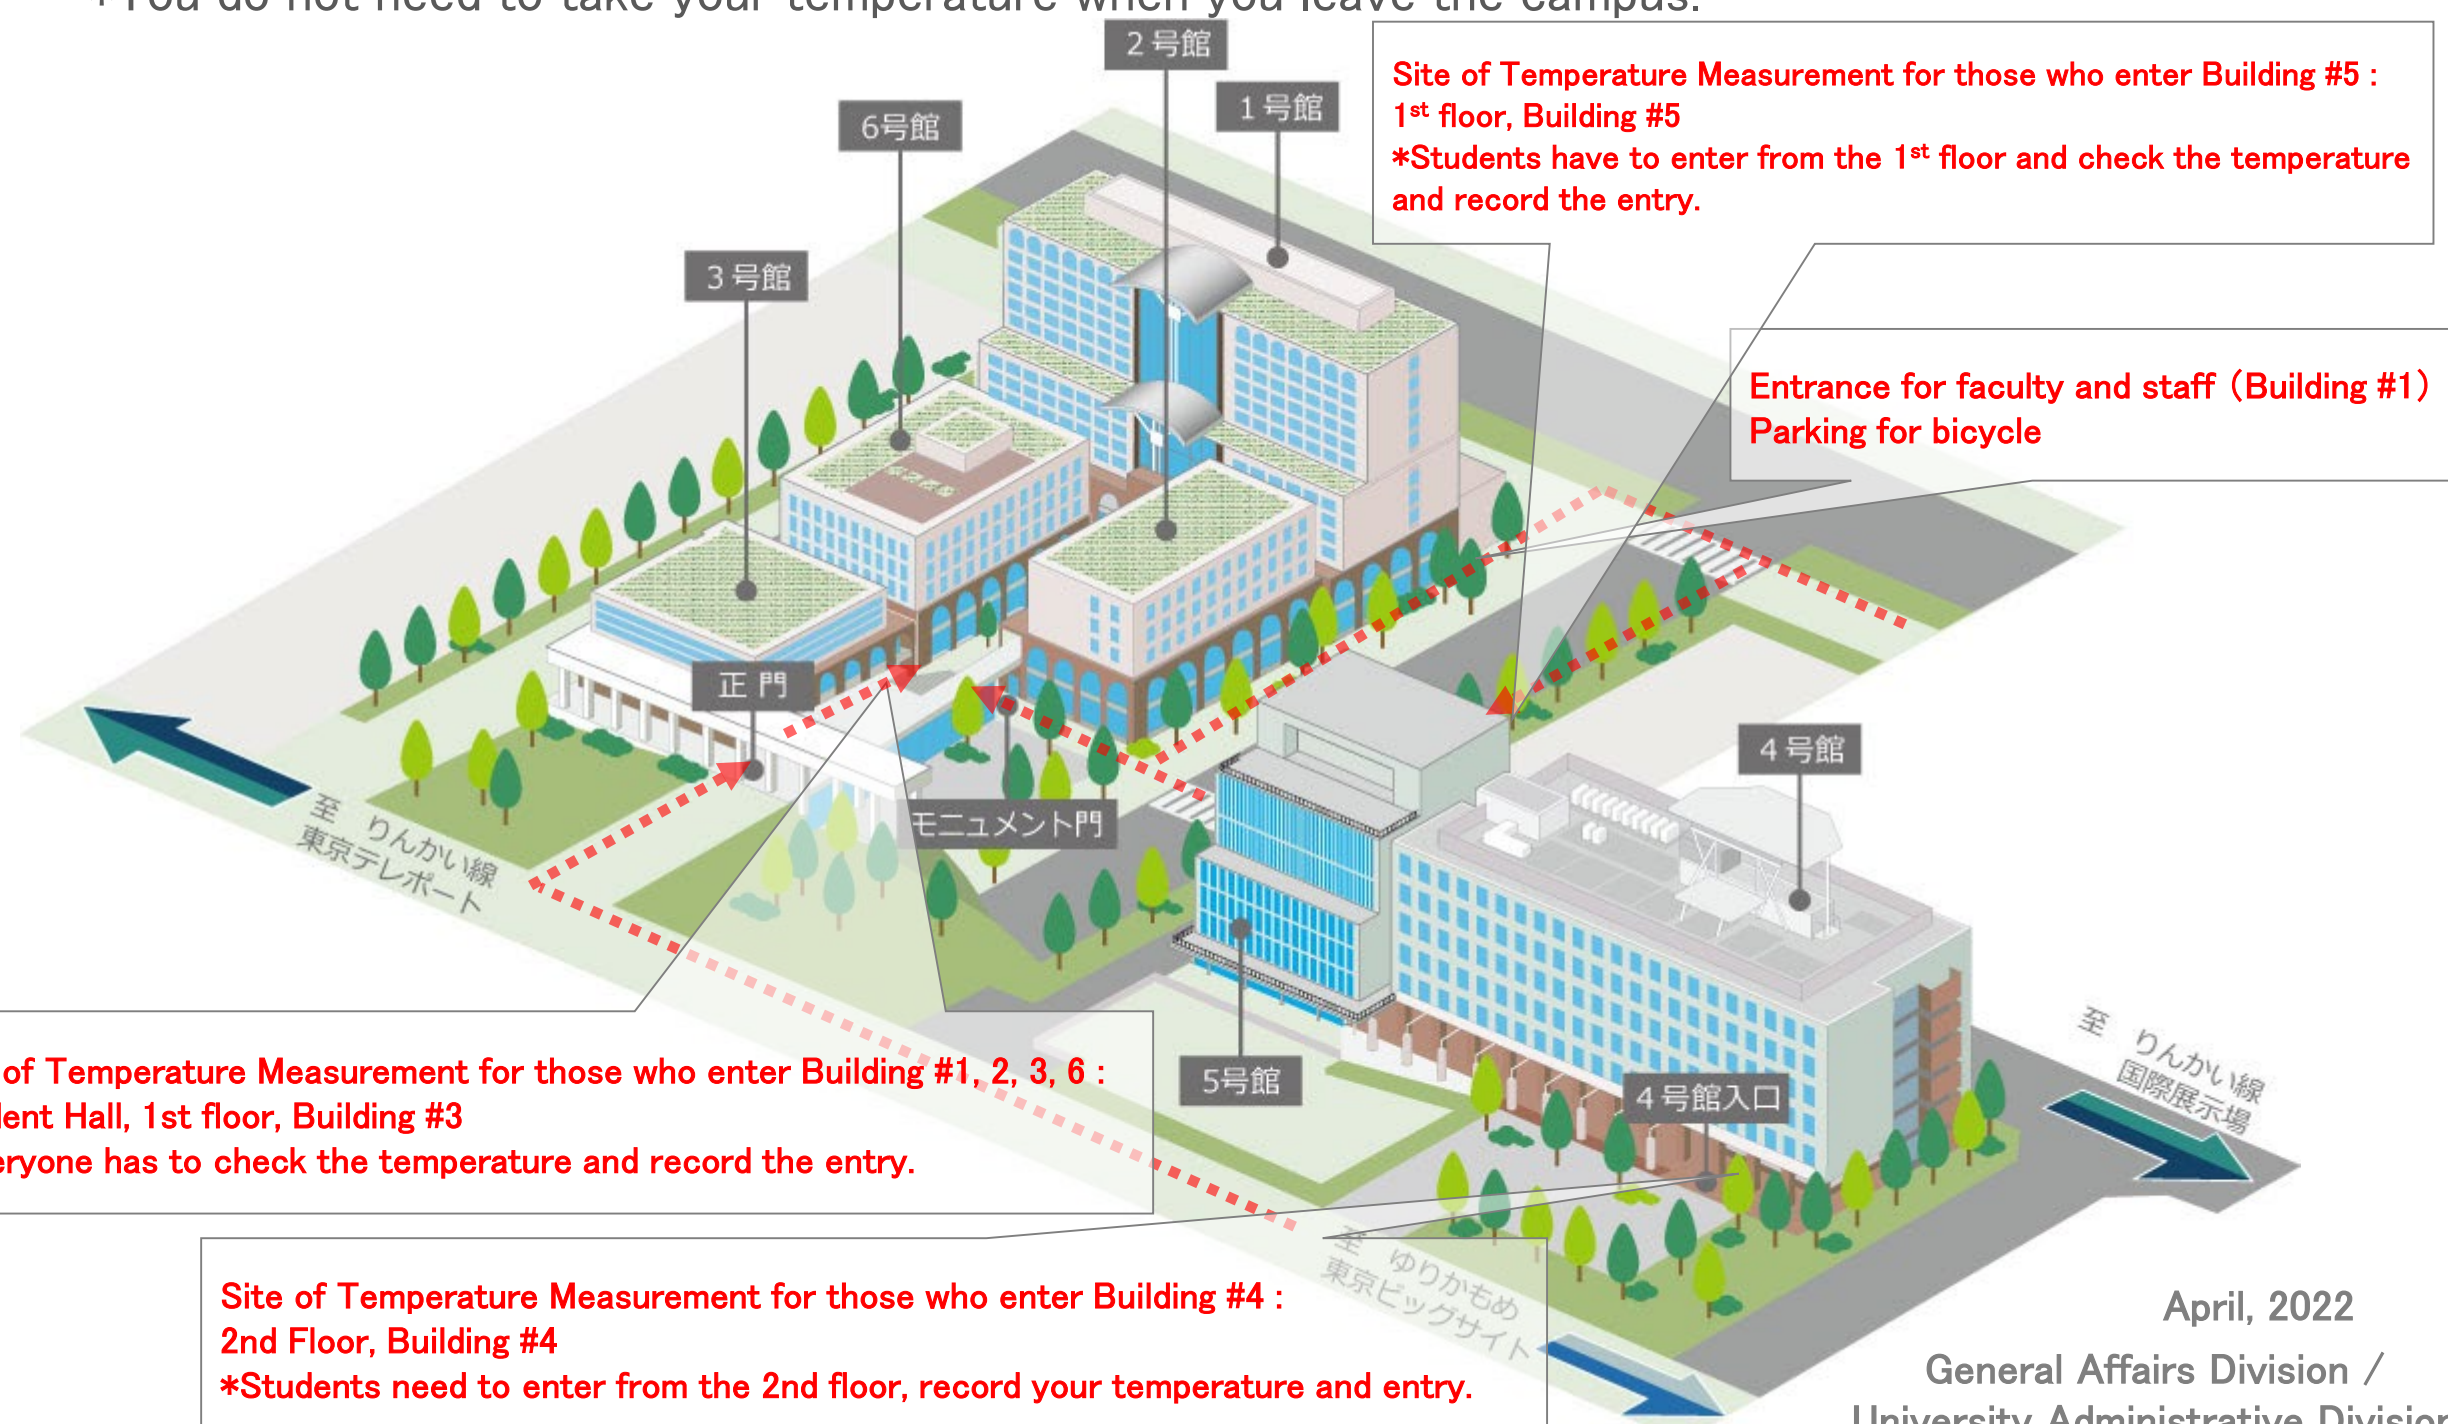 You do not need to take your temperature when you leave the campus.
２号館
１号館
6号館
３号館
Site of Temperature Measurement for those who enter Building #5 :
1st floor, Building #5
*Students have to enter from the 1st floor and check the temperature
and record the entry.
Entrance for faculty and staff (Building #1)
Parking for bicycle
正 門
モニュメント門
４号館
5号館
４号館入口
至　りんかい線
東京テレポート
至　りんかい線
国際展示場
of Temperature Measurement for those who enter Building #1, 2, 3, 6 :
Hall, 1st floor, Building #3
has to check the temperature and record the entry.
至　ゆりかもめ
東京ビッグサイト
Site of Temperature Measurement for those who enter Building #4 :
2nd Floor, Building #4
*Students need to enter from the 2nd floor, record your temperature and entry.
April, 2022
General Affairs Division /
University Administrative Division